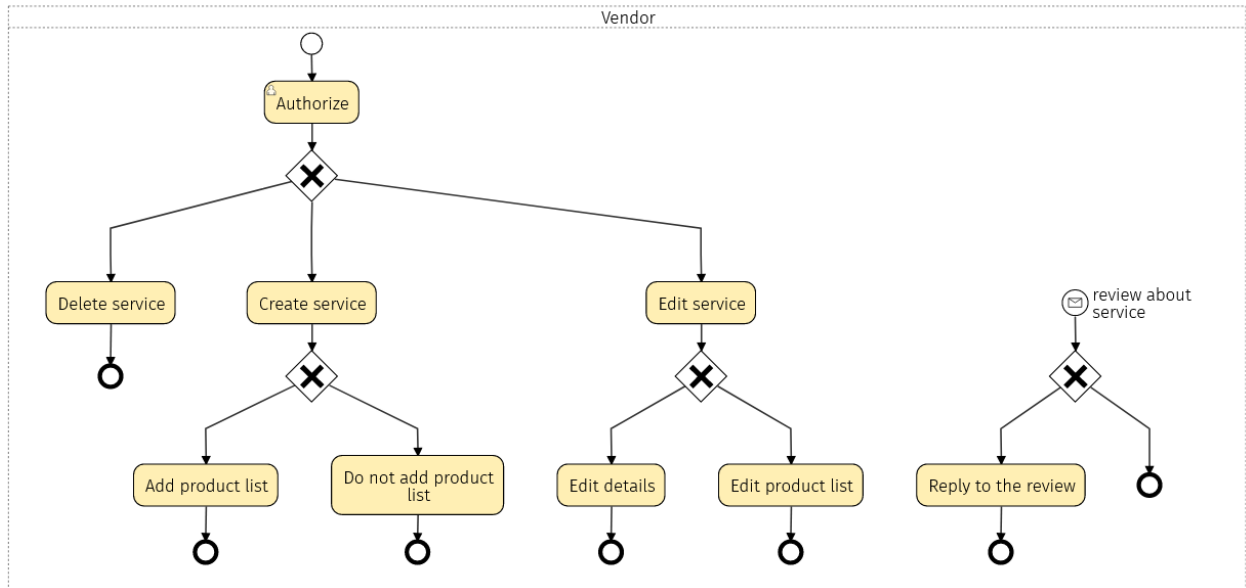 Vendor
Authorize
Delete service
Create service
Edit service
review about
service
Add product list
Do not add product
list
Edit details
Edit product list
Reply to the review